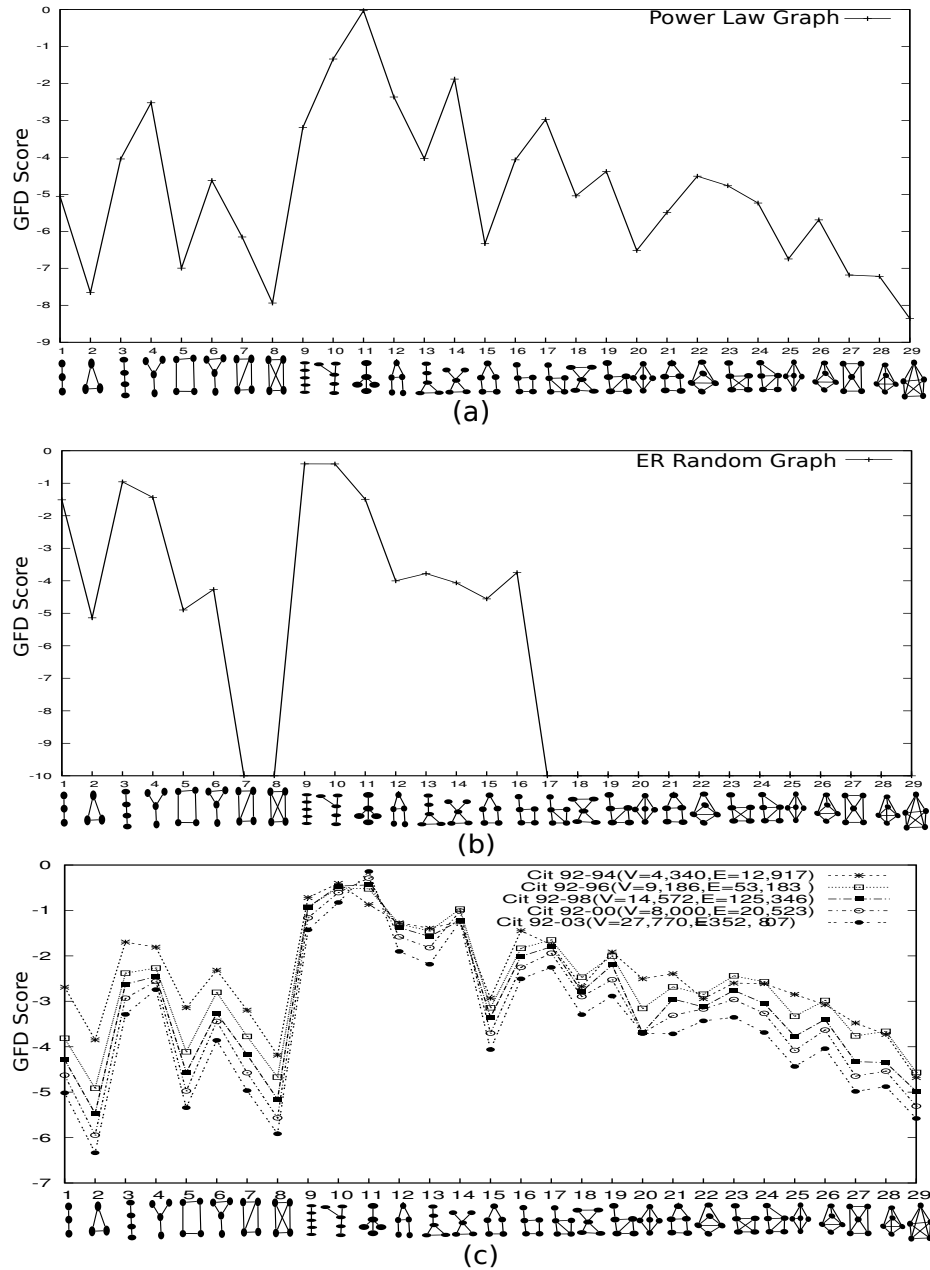 Power Law Graph
GFD Score
0
-1
-2
-3
-4
-5
-6
-7
-8
-9
1 2 3 4 5 6 7 8 9 10 11 12 13 14 15 16 17 18 19 20 21 22 23 24 25 26 27 28 29
(a)
ER Random Graph
GFD Score
0
-1
-2
-3
-4
-5
-6
-7
-8
-9
-10
1 2 3 4 5 6 7 8 9 10 11 12 13 14 15 16 17 18 19 20 21 22 23 24 25 26 27 28 29
(b)
Cit 92-94(V=4,340,E=12,917)
Cit 92-96(V=9,186,E=53,183 )
Cit 92-98(V=14,572,E=125,346)
Cit 92-00(V=8,000,E=20,523)
Cit 92-03(V=27,770,E=352, 807)
GFD Score
0
-1
-2
-3
-4
-5
-6
-7
1 2 3 4 5 6 7 8 9 10 11 12 13 14 15 16 17 18 19 20 21 22 23 24 25 26 27 28 29
(c)